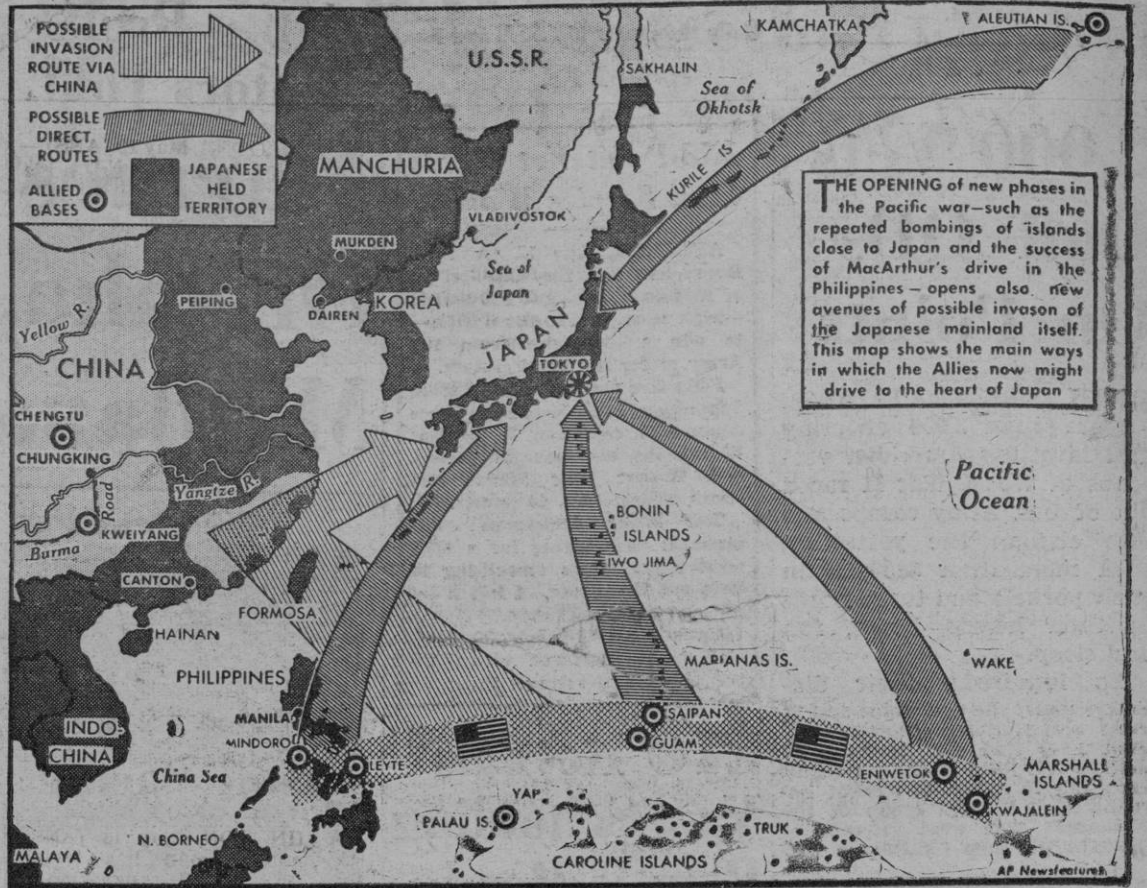 POSSIBLE
INVASION
ROUTE VIA
CHINA
POSSIBLE
DIRECT
ROUTES
ALLIED
BASES
JAPANESE
HELD
TERRITORY
U.S.S.R.
KAMCHATKA
ALEUTIAN IS.
SAKHALIN
Sea of
Okhotsk
KURILE IS
MANCHURIA
VLADIVOSTOK
MUKDEN
Sea of
Japan
PEIPING
DAIREN
KOREA
JAPAN
TOKYO
Yellow R.
CHINA
CHENGTU
CHUNGKING
Road
Yangtze R.
KWEIYANG
Burma
CANTON
FORMOSA
HAINAN
THE OPENING of new phases in
the Pacific war—such as the
repeated bombings of islands
close to Japan and the success
of MacArthur's drive in the
Philippines — opens also new
avenues of possible invason of
the Japanese mainland itself.
This map shows the main ways
in which the Allies now might
drive to the heart of Japan
Pacific
Ocean
BONIN
ISLANDS
IWO JIMA
MARIANAS IS.
WAKE
PHILIPPINES
MANILA
MINDORO
LEYTE
SAIPAN
GUAM
ENIWETOK
MARSHALL
ISLANDS
KWAJALEIN
INDO-
CHINA
China Sea
YAP
PALAU IS.
TRUK
CAROLINE ISLANDS
N. BORNEO
MALAYA
AP Newsfeatures